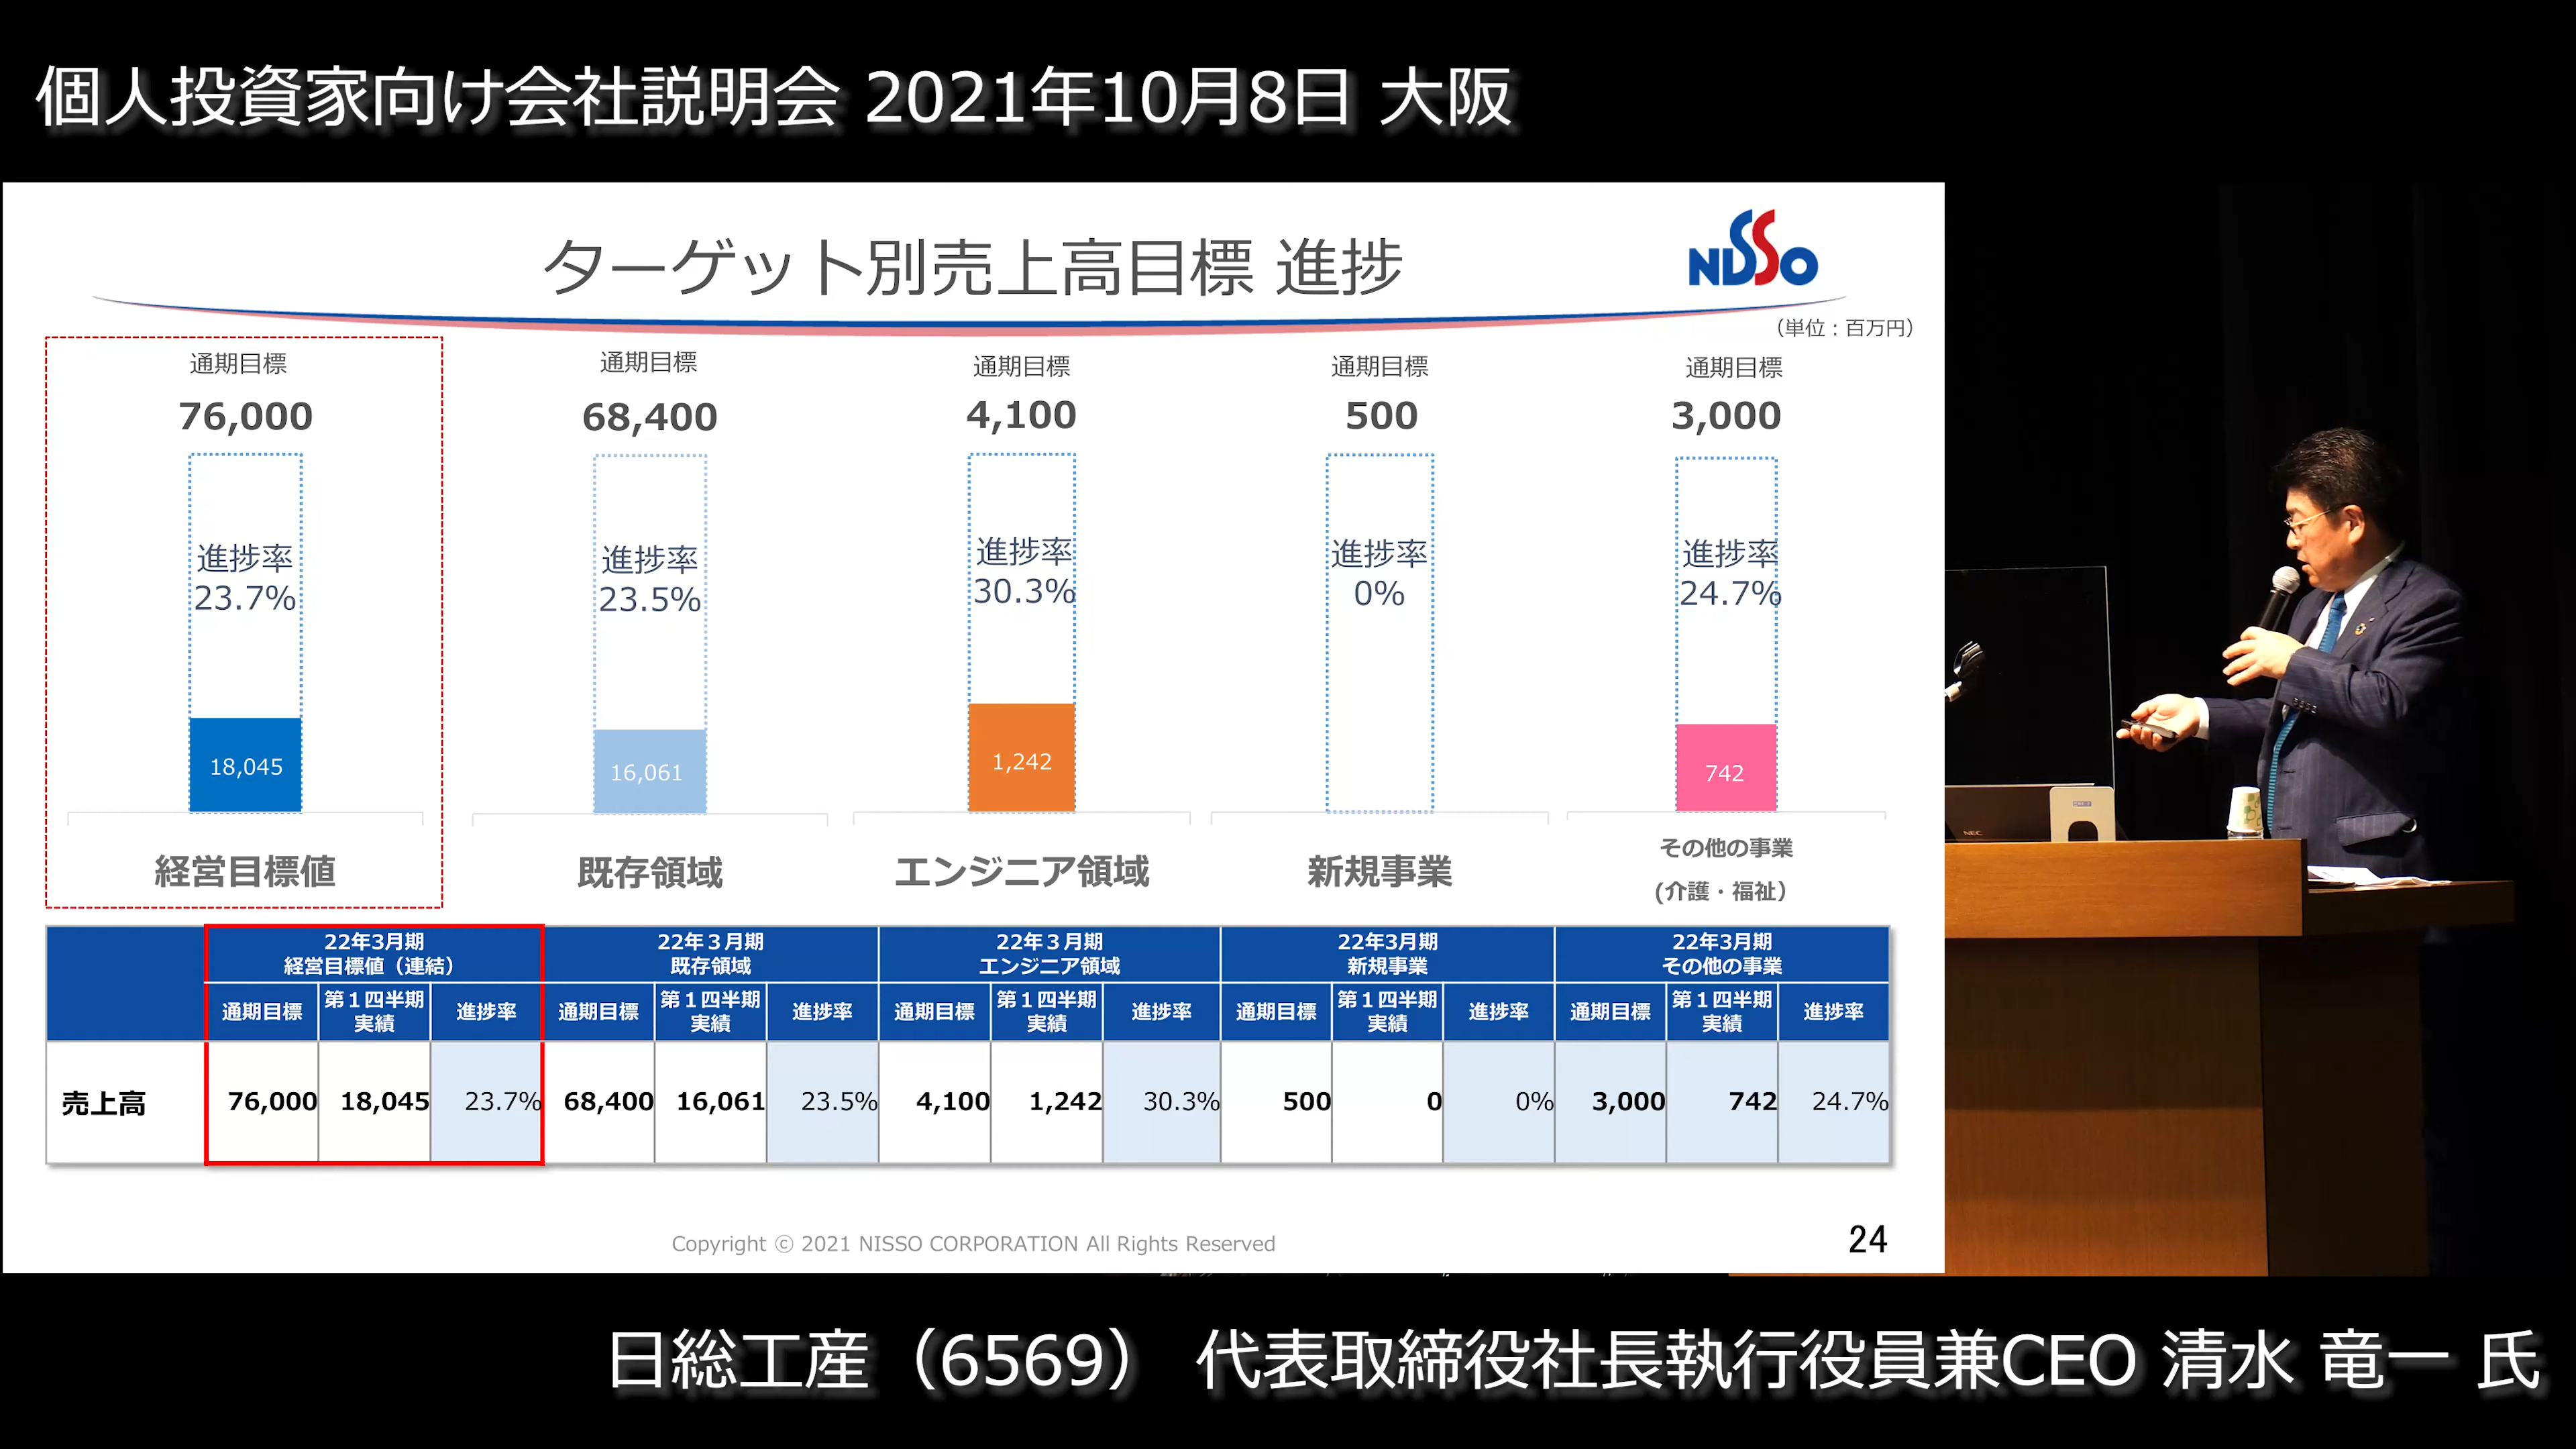 個人投資家向け会社説明会 2021年10月8日 大阪
ターゲット別売上高目標 進捗
NISSO
（単位：百万円）
通期目標
76,000
進捗率
23.7%
18,045
経営目標値
通期目標
68,400
進捗率
23.5%
16,061
既存領域
通期目標
4,100
進捗率
30.3%
1,242
エンジニア領域
通期目標
500
進捗率
0%
新規事業
通期目標
3,000
進捗率
24.7%
742
その他の事業
(介護・福祉）
22年3月期
経営目標値（連結）
22年３月期
既存領域
22年３月期
エンジニア領域
22年3月期
新規事業
22年3月期
その他の事業
通期目標 第１四半期実績 進捗率 通期目標 第１四半期実績 進捗率 通期目標 第１四半期実績 進捗率 通期目標 第１四半期実績 進捗率 通期目標 第１四半期実績 進捗率
売上高 76,000 18,045 23.7% 68,400 16,061 23.5% 4,100 1,242 30.3% 500 0 0% 3,000 742 24.7%
Copyright © 2021 NISSO CORPORATION All Rights Reserved
24
NEC
日総工産（6569） 代表取締役社長執行役員兼CEO 清水 竜一 氏